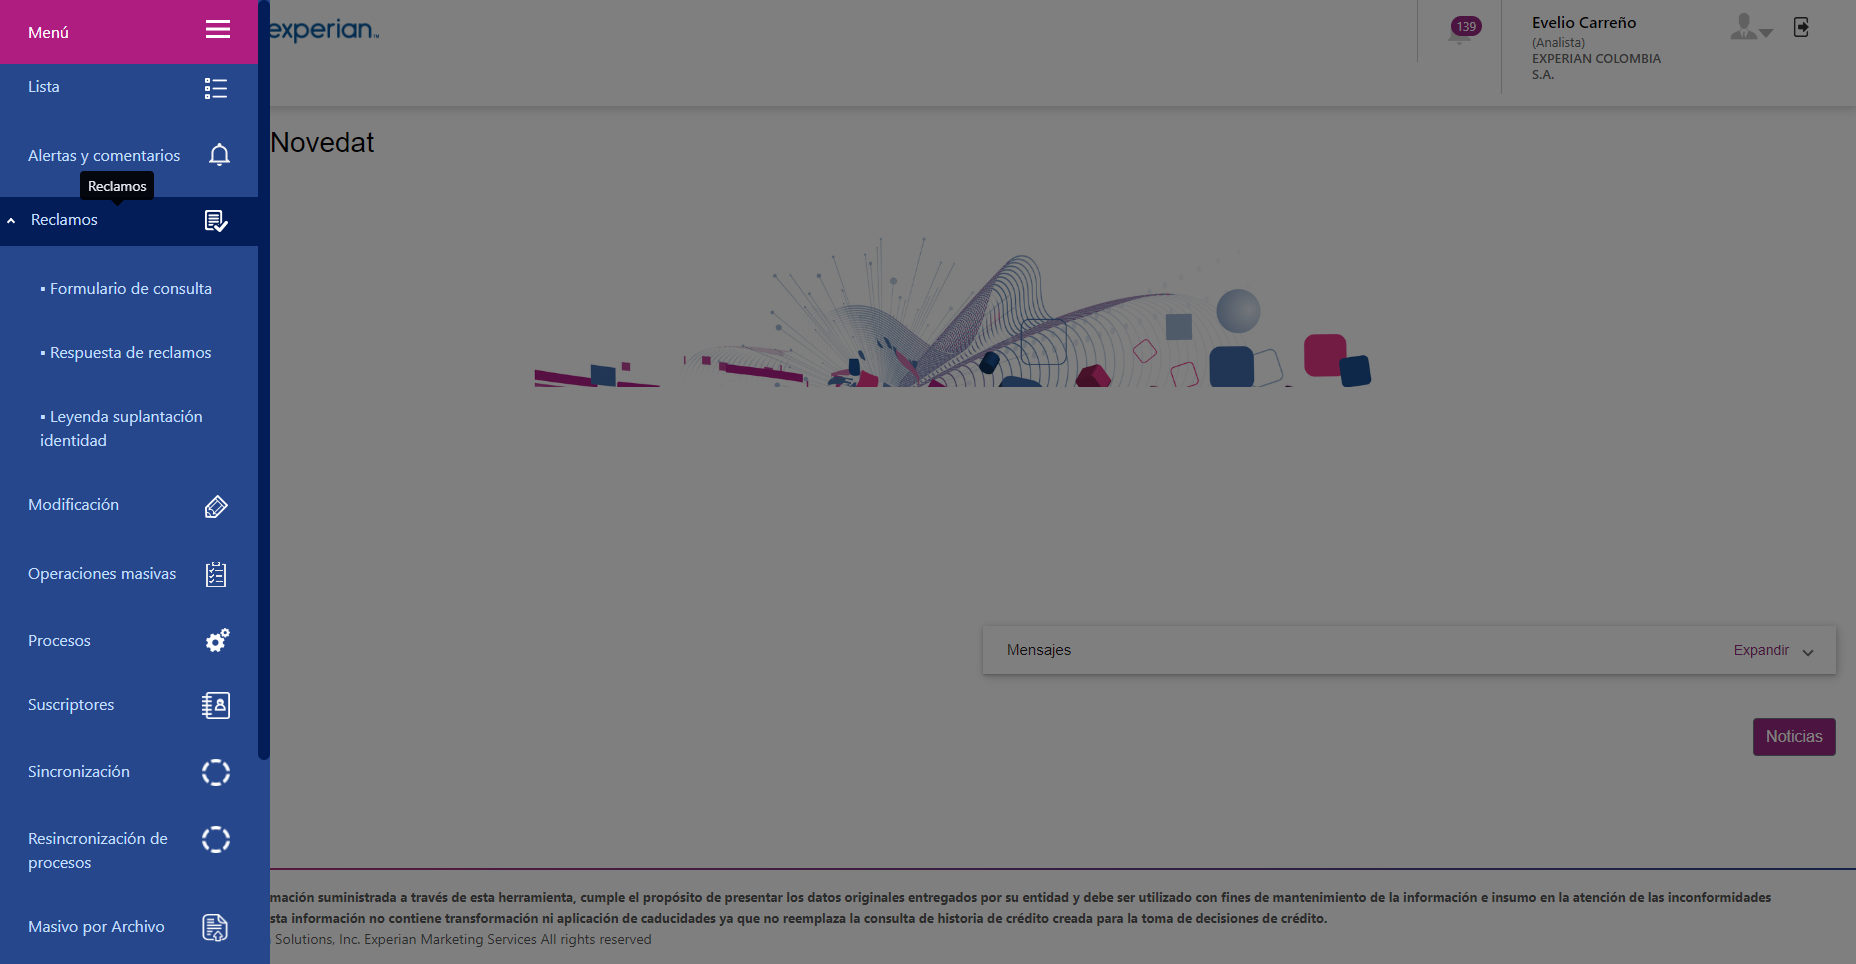 Menú
experian™
139
Evelio Carreño
(Analista)
EXPERIAN COLOMBIA
S.A.
Lista
Novedat
Alertas y comentarios
Reclamos
Reclamos
▪ Formulario de consulta
▪ Respuesta de reclamos
▪ Leyenda suplantación
identidad
Modificación
Operaciones masivas
Procesos
Mensajes
Expandir
Suscriptores
Noticias
Sincronización
Resincronización de
procesos
Masivo por Archivo
mación suministrada a través de esta herramienta, cumple el propósito de presentar los datos originales entregados por su entidad y debe ser utilizado con fines de mantenimiento de la información e insumo en la atención de las inconformidades
sta información no contiene transformación ni aplicación de caducidades ya que no reemplaza la consulta de historia de crédito creada para la toma de decisiones de crédito.
Solutions, Inc. Experian Marketing Services All rights reserved